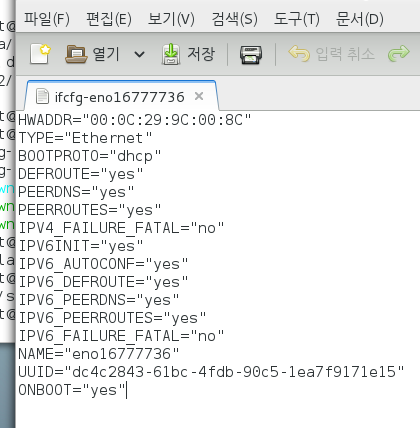 파일(F) 편집(E) 보기(V) 검색(S) 도구(T) 문서(D)
열기 저장 입력 취소
ifcfg-eno16777736
HWADDR="00:0C:29:9C:00:8C"
TYPE="Ethernet"
BOOTPROTO="dhcp"
DEFROUTE="yes"
PEERDNS="yes"
PEERROUTES="yes"
IPV4_FAILURE_FATAL="no"
IPV6INIT="yes"
IPV6_AUTOCONF="yes"
IPV6_DEFROUTE="yes"
IPV6_PEERDNS="yes"
IPV6_PEERROUTES="yes"
IPV6_FAILURE_FATAL="no"
NAME="eno16777736"
UUID="dc4c2843-61bc-4fdb-90c5-1ea7f9171e15"
ONBOOT="yes"